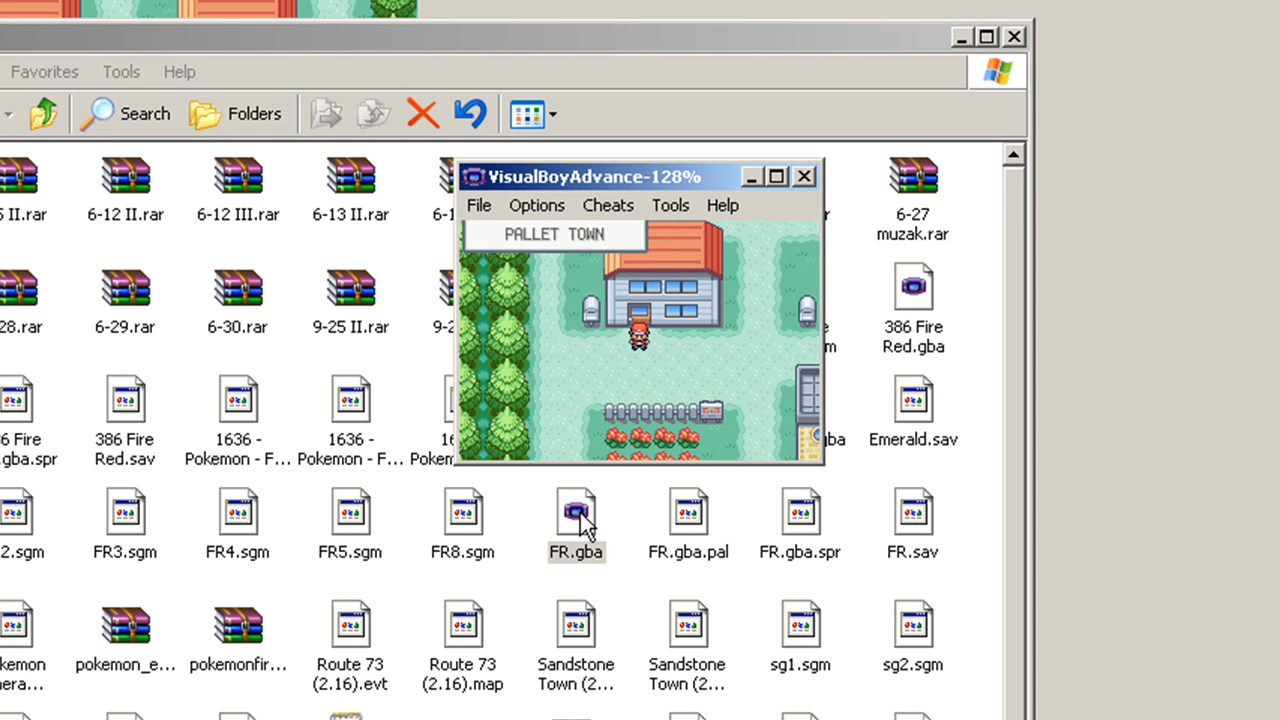 Favorites Tools Help
Search Folders
VisualBoyAdvance-128%
File Options Cheats Tools Help
PALLET TOWN
II.rar 6-12 II.rar 6-12 III.rar 6-13 II.rar 6-27
muzak.rar
28.rar 6-29.rar 6-30.rar 9-25 II.rar 386 Fire
Red.gba
Fire 386 Fire 1636 - 1636 - Emerald.sav
.gba.spr Red.sav Pokemon - F... Pokemon - F... Pokem
2.sgm FR3.sgm FR4.sgm FR5.sgm FR8.sgm FR.gba FR.gba.pal FR.gba.spr FR.sav
kemon pokemon_e... pokemonfir... Route 73 Route 73 Sandstone Sandstone sg1.sgm sg2.sgm
era... (2.16).evt (2.16).map Town (2... Town (2...